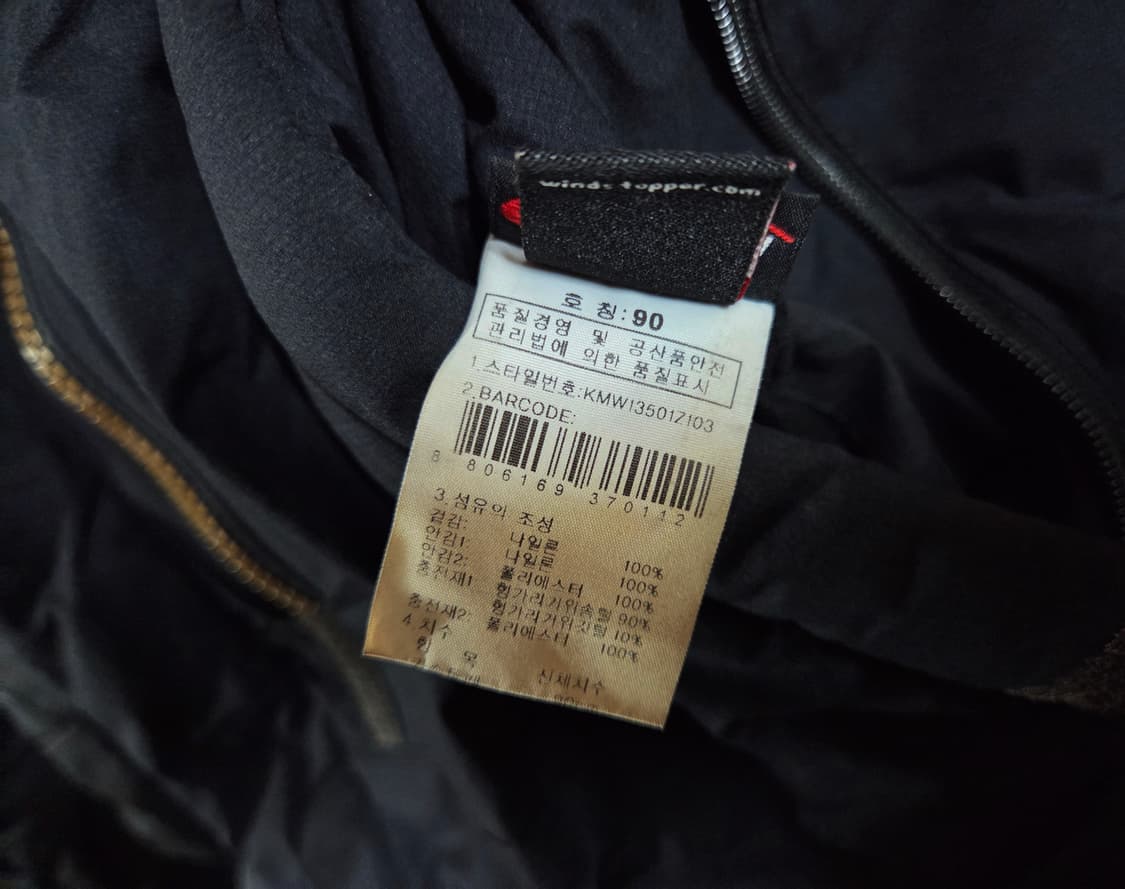 windstopper.com
호 칭:90
품질경영 및 공산품안전
관리법에 의한 품질표시
1.스타일번호:KMW13501Z103
2.BARCODE:
8 806169 370112
3.섬유의 조성
겉감: 나일론 100%
안감1: 나일론 100%
안감2: 폴리에스터 100%
충전재1 헝가리거위솜털 90%
헝가리거위깃털 10%
충전재2: 폴리에스터 100%
4.치수
항 목 신체치수